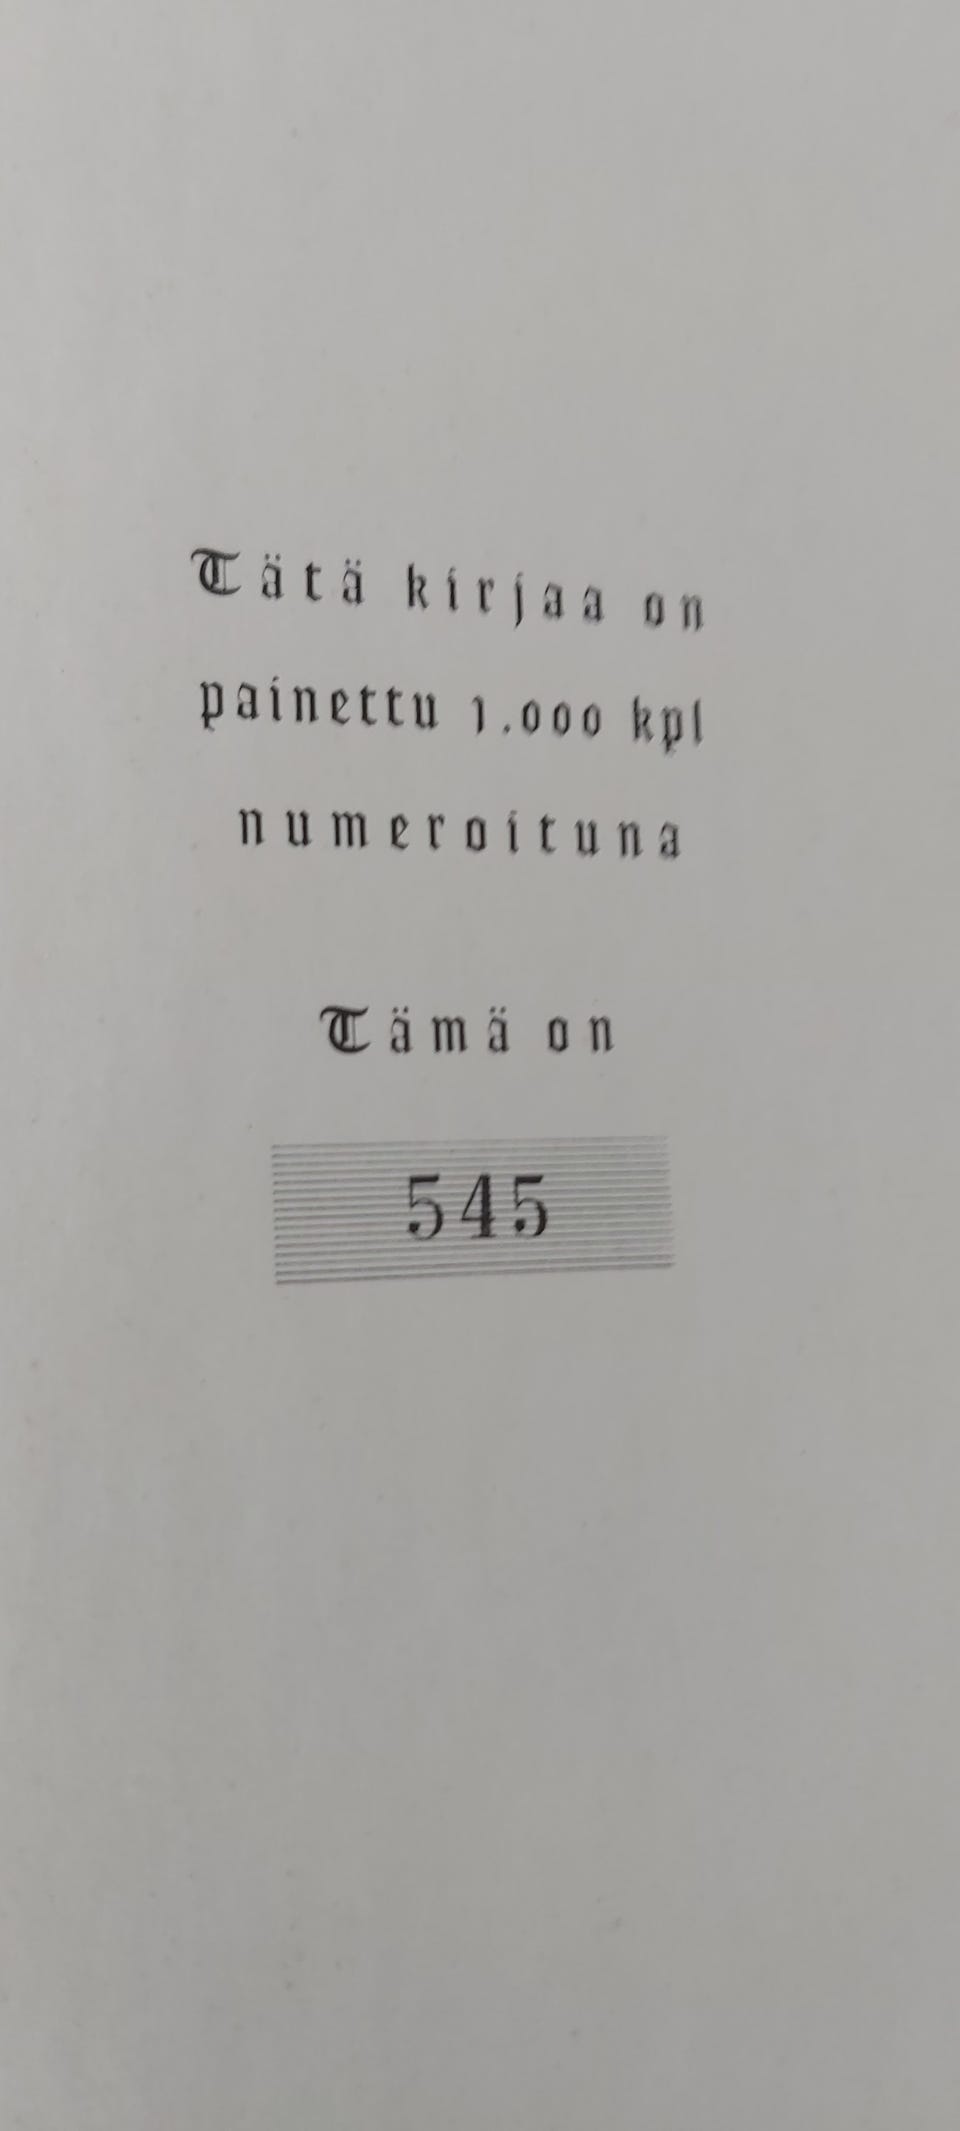 Tätä kirjaa on
painettu 1.000 kpl
numeroituna
Tämä on
545